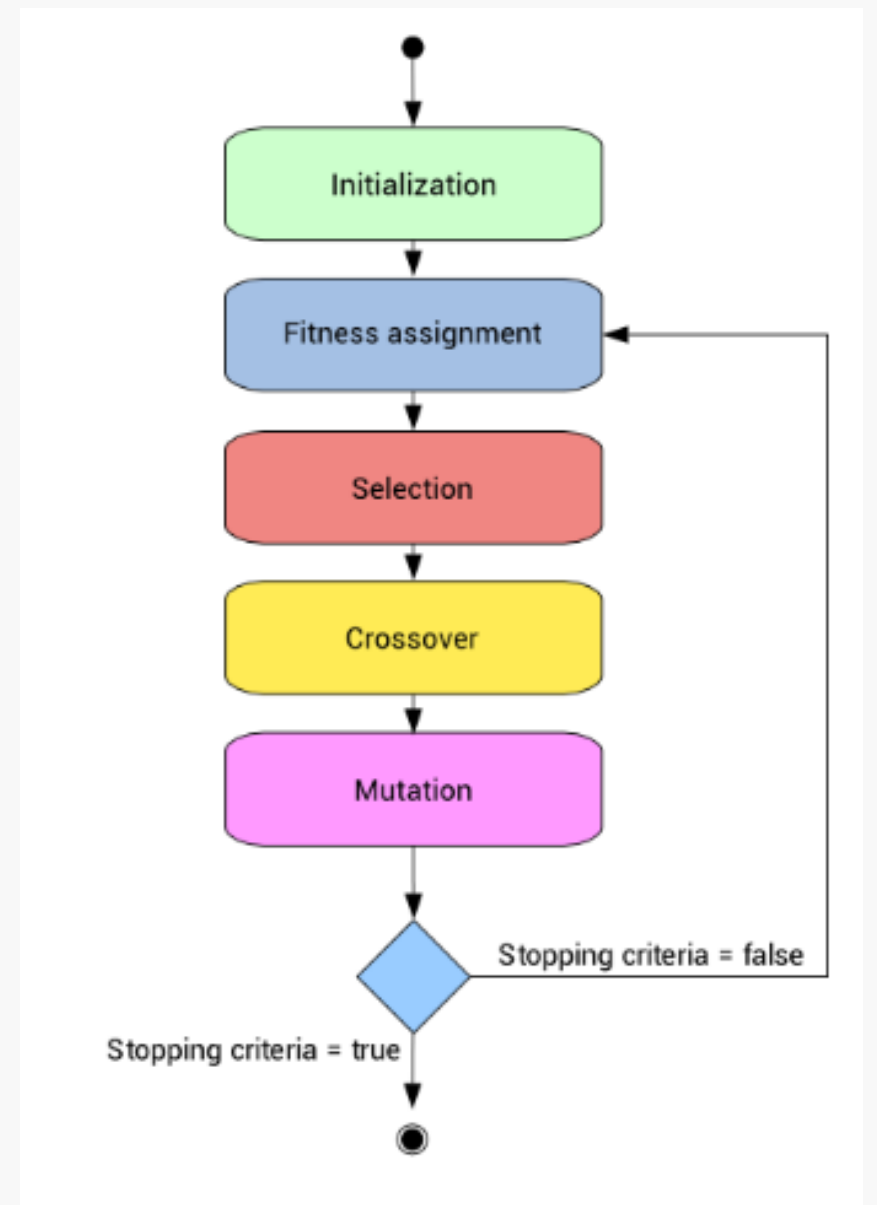 Initialization
Fitness assignment
Selection
Crossover
Mutation
Stopping criteria = false
Stopping criteria = true